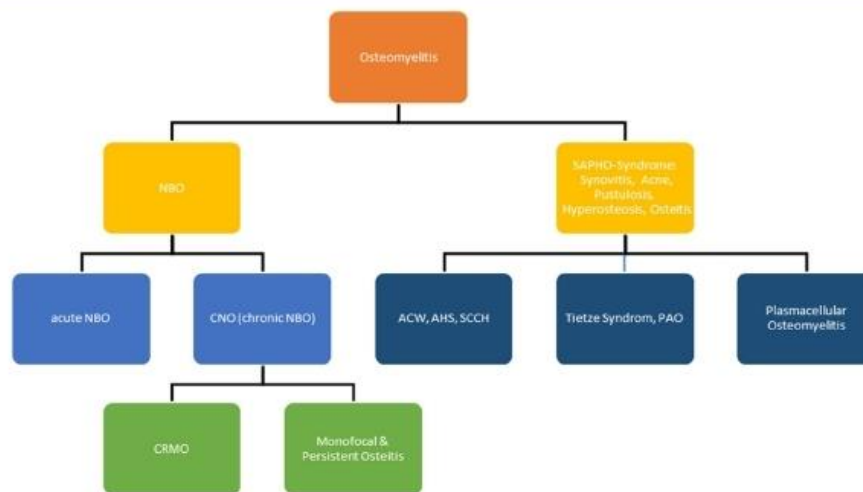 Osteomyelitis
NBO
SAPHO-Syndrome:
Synovitis, Acne,
Pustulosis,
Hyperosteosis, Osteitis
acute NBO
CNO (chronic NBO)
ACW, AHS, SCCH
Tietze Syndrom, PAO
Plasmacellular
Osteomyelitis
CRMO
Monofocal &
Persistent Osteitis